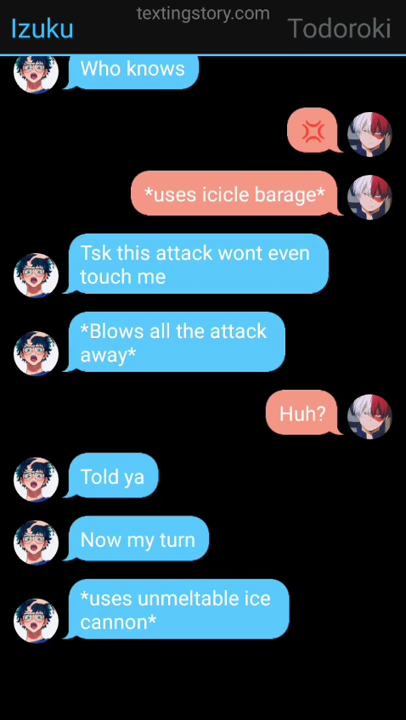 textingstory.com
Izuku
Todoroki
Who knows
💢
*uses icicle barage*
Tsk this attack wont even
touch me
*Blows all the attack
away*
Huh?
Told ya
Now my turn
*uses unmeltable ice
cannon*